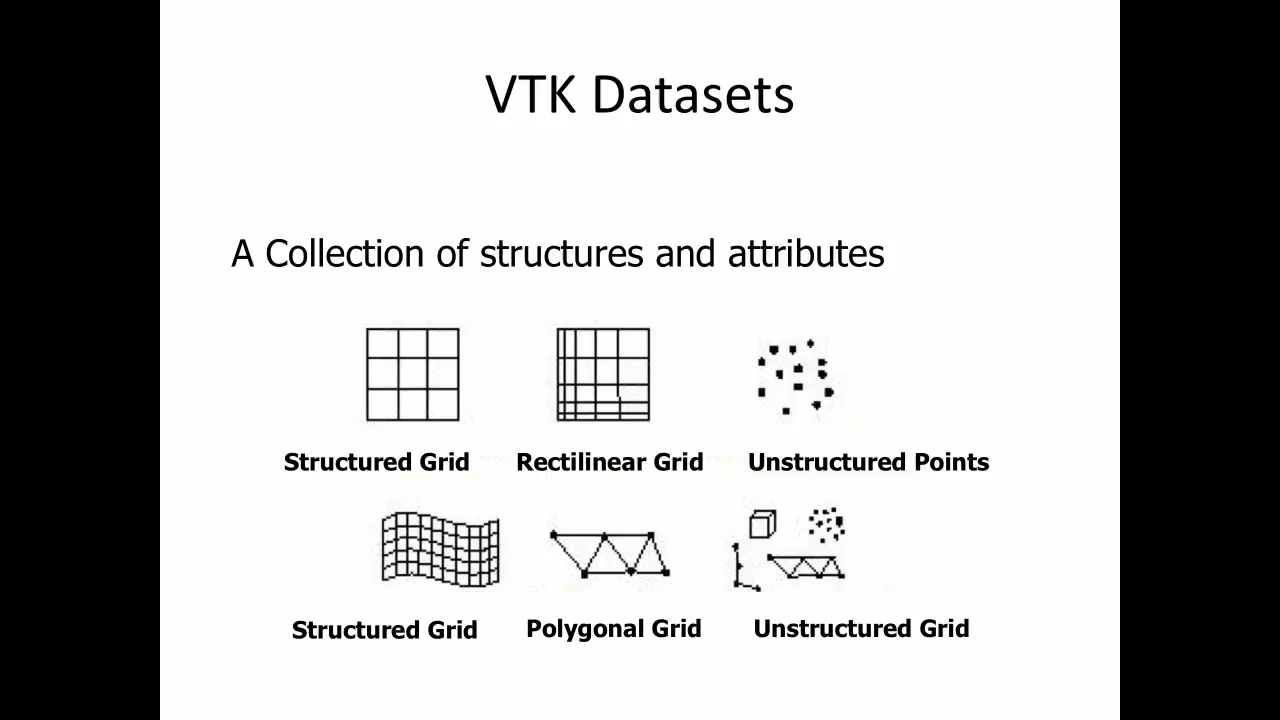 VTK Datasets
A Collection of structures and attributes
Structured Grid
Rectilinear Grid
Unstructured Points
Structured Grid
Polygonal Grid
Unstructured Grid